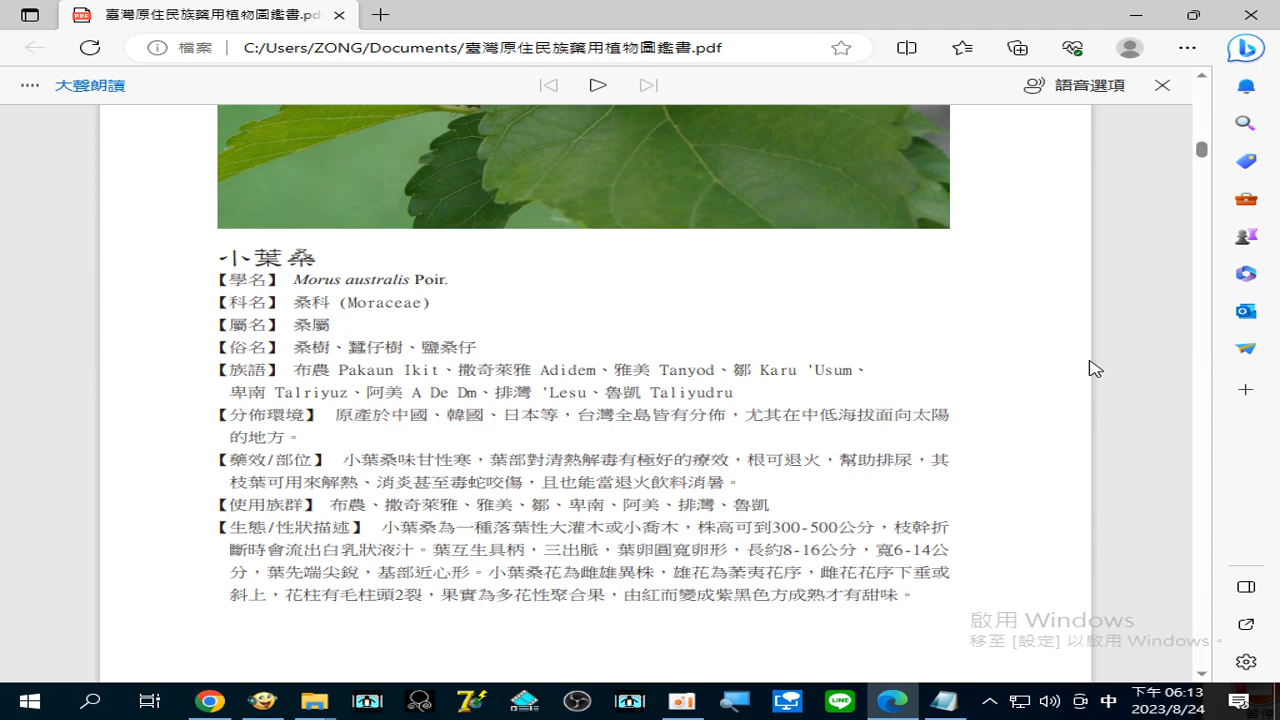 臺灣原住民族藥用植物圖鑑書.pd
檔案 C:/Users/ZONG/Documents/臺灣原住民族藥用植物圖鑑書.pdf
大聲朗讀
語音選項
小葉桑
【學名】 Morus australis Poir.
【科名】 桑科 (Moraceae)
【屬名】 桑屬
【俗名】 桑樹、蠶仔樹、鹽桑仔
【族語】 布農 Pakaun Ikit、撒奇萊雅 Adidem、雅美 Tanyod、鄒 Karu 'Usum、
卑南 Talriyuz、阿美 A De Dm、排灣 'Lesu、魯凱 Taliyudru
【分佈環境】 原產於中國、韓國、日本等，台灣全島皆有分佈，尤其在中低海拔面向太陽
的地方。
【藥效/部位】 小葉桑味甘性寒，葉部對清熱解毒有極好的療效，根可退火，幫助排尿，其
枝葉可用來解熱、消炎甚至毒蛇咬傷，且也能當退火飲料消暑。
【使用族群】 布農、撒奇萊雅、雅美、鄒、卑南、阿美、排灣、魯凱
【生態/性狀描述】 小葉桑為一種落葉性大灌木或小喬木，株高可到300-500公分，枝幹折
斷時會流出白乳狀液汁。葉互生具柄，三出脈，葉卵圓寬卵形，長約8-16公分，寬6-14公
分，葉先端尖銳，基部近心形。小葉桑花為雌雄異株，雄花為葇荑花序，雌花花序下垂或
斜上，花柱有毛柱頭2裂，果實為多花性聚合果，由紅而變成紫黑色方成熟才有甜味。
啟用 Windows
移至 [設定] 以啟用 Windows。
中
下午 06:13
2023/8/24